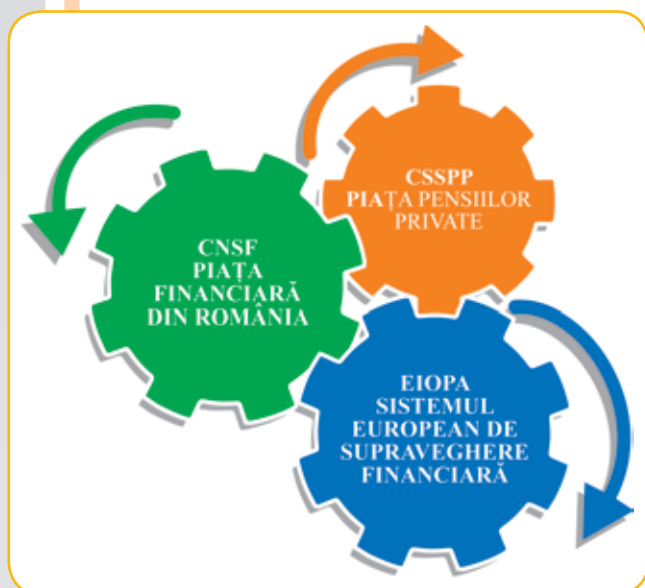 CSSPP
PIAȚA PENSIILOR
PRIVATE
CNSF
PIAȚA
FINANCIARĂ
DIN ROMÂNIA
EIOPA
SISTEMUL
EUROPEAN DE
SUPRAVEGHERE
FINANCIARĂ